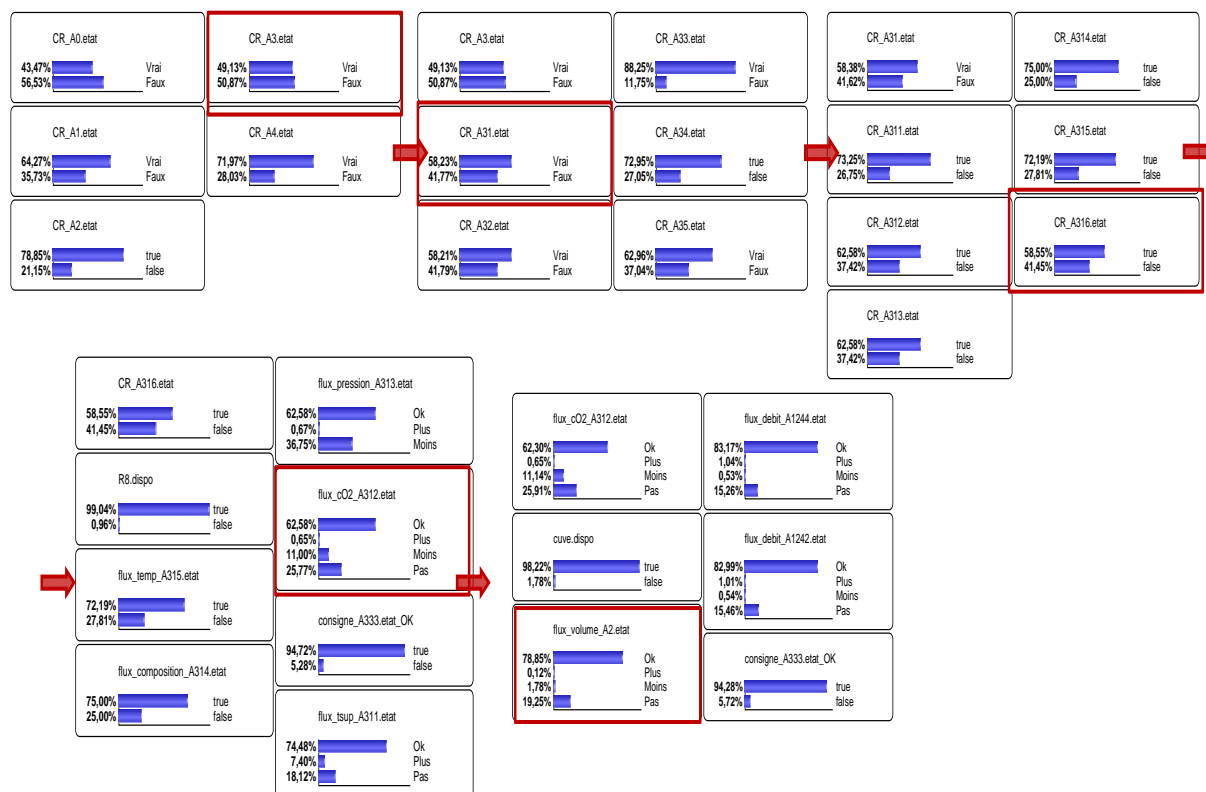 CR_A0.etat
43,47% Vrai
56,53% Faux
CR_A3.etat
49,13% Vrai
50,87% Faux
CR_A1.etat
64,27% Vrai
35,73% Faux
CR_A4.etat
71,97% Vrai
28,03% Faux
CR_A2.etat
78,85% true
21,15% false
CR_A3.etat
49,13% Vrai
50,87% Faux
CR_A33.etat
88,25% Vrai
11,75% Faux
CR_A31.etat
58,23% Vrai
41,77% Faux
CR_A34.etat
72,95% true
27,05% false
CR_A32.etat
58,21% Vrai
41,79% Faux
CR_A35.etat
62,96% Vrai
37,04% Faux
CR_A31.etat
58,38% Vrai
41,62% Faux
CR_A314.etat
75,00% true
25,00% false
CR_A311.etat
73,25% true
26,75% false
CR_A315.etat
72,19% true
27,81% false
CR_A312.etat
62,58% true
37,42% false
CR_A316.etat
58,55% true
41,45% false
CR_A313.etat
62,58% true
37,42% false
CR_A316.etat
58,55% true
41,45% false
flux_pression_A313.etat
62,58% Ok
0,67% Plus
36,75% Moins
R8.dispo
99,04% true
0,96% false
flux_cO2_A312.etat
62,58% Ok
0,65% Plus
11,00% Moins
25,77% Pas
flux_temp_A315.etat
72,19% true
27,81% false
consigne_A333.etat_OK
94,72% true
5,28% false
flux_composition_A314.etat
75,00% true
25,00% false
flux_tsup_A311.etat
74,48% Ok
7,40% Plus
18,12% Pas
flux_cO2_A312.etat
62,30% Ok
0,65% Plus
11,14% Moins
25,91% Pas
flux_debit_A1244.etat
83,17% Ok
1,04% Plus
0,53% Moins
15,26% Pas
cuve.dispo
98,22% true
1,78% false
flux_debit_A1242.etat
82,99% Ok
1,01% Plus
0,54% Moins
15,46% Pas
flux_volume_A2.etat
78,85% Ok
0,12% Plus
1,78% Moins
19,25% Pas
consigne_A333.etat_OK
94,28% true
5,72% false